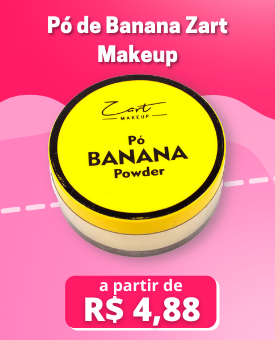 Pó de Banana Zart
Makeup
Zart
MAKEUP
Pó
BANANA
Powder
a partir de
R$ 4,88